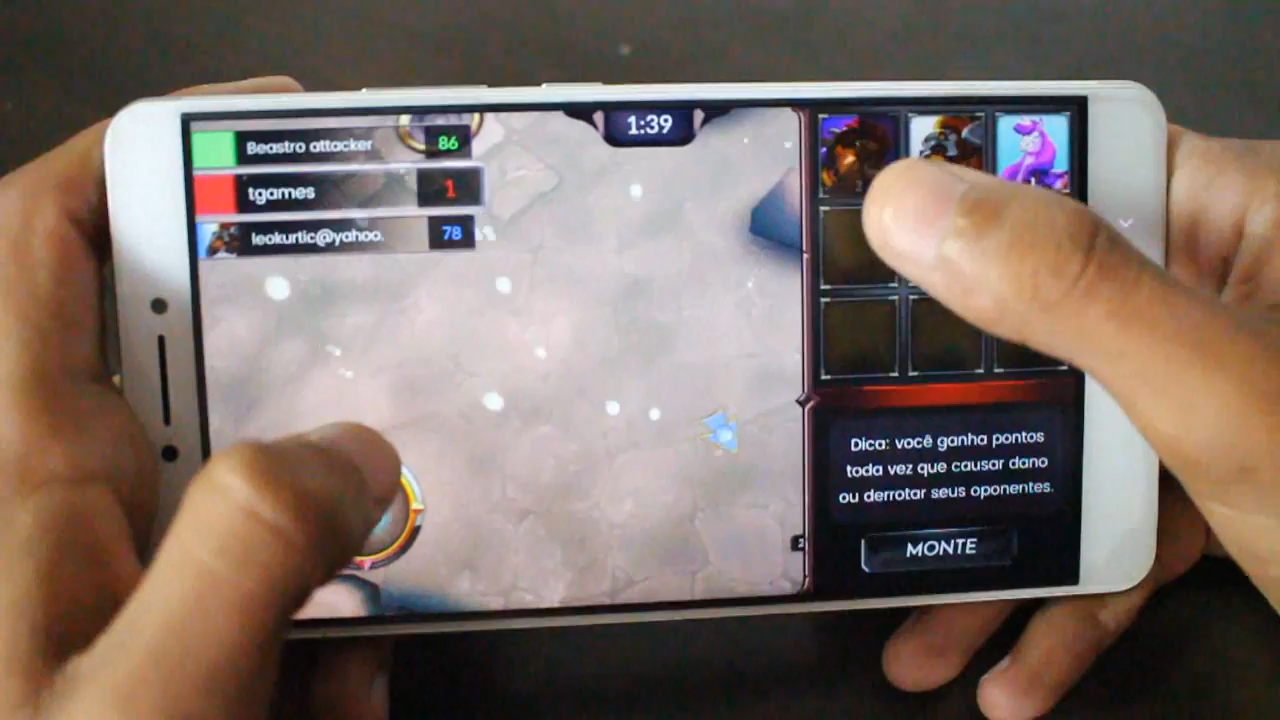 1:39
Beastro attacker 86
tgames 1
leokurtic@yahoo. 78
Dica: você ganha pontos
toda vez que causar dano
ou derrotar seus oponentes.
MONTE